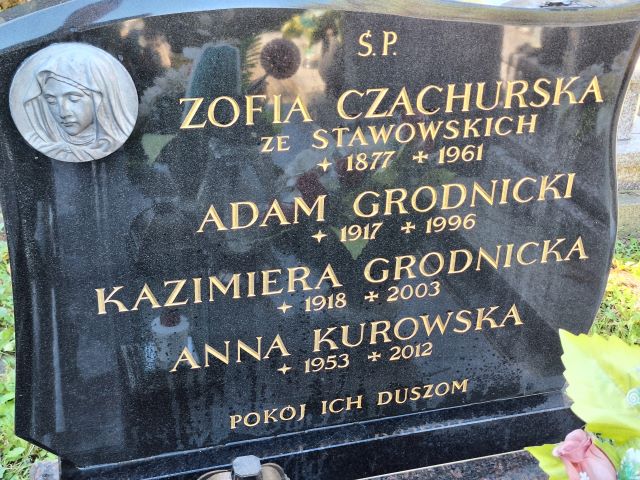 Ś.P.
ZOFIA CZACHURSKA
ZE STAWOWSKICH
✦ 1877 ✢ 1961
ADAM GRODNICKI
✦ 1917 ✢ 1996
KAZIMIERA GRODNICKA
✦ 1918 ✢ 2003
ANNA KUROWSKA
✦ 1953 ✢ 2012
POKÓJ ICH DUSZOM